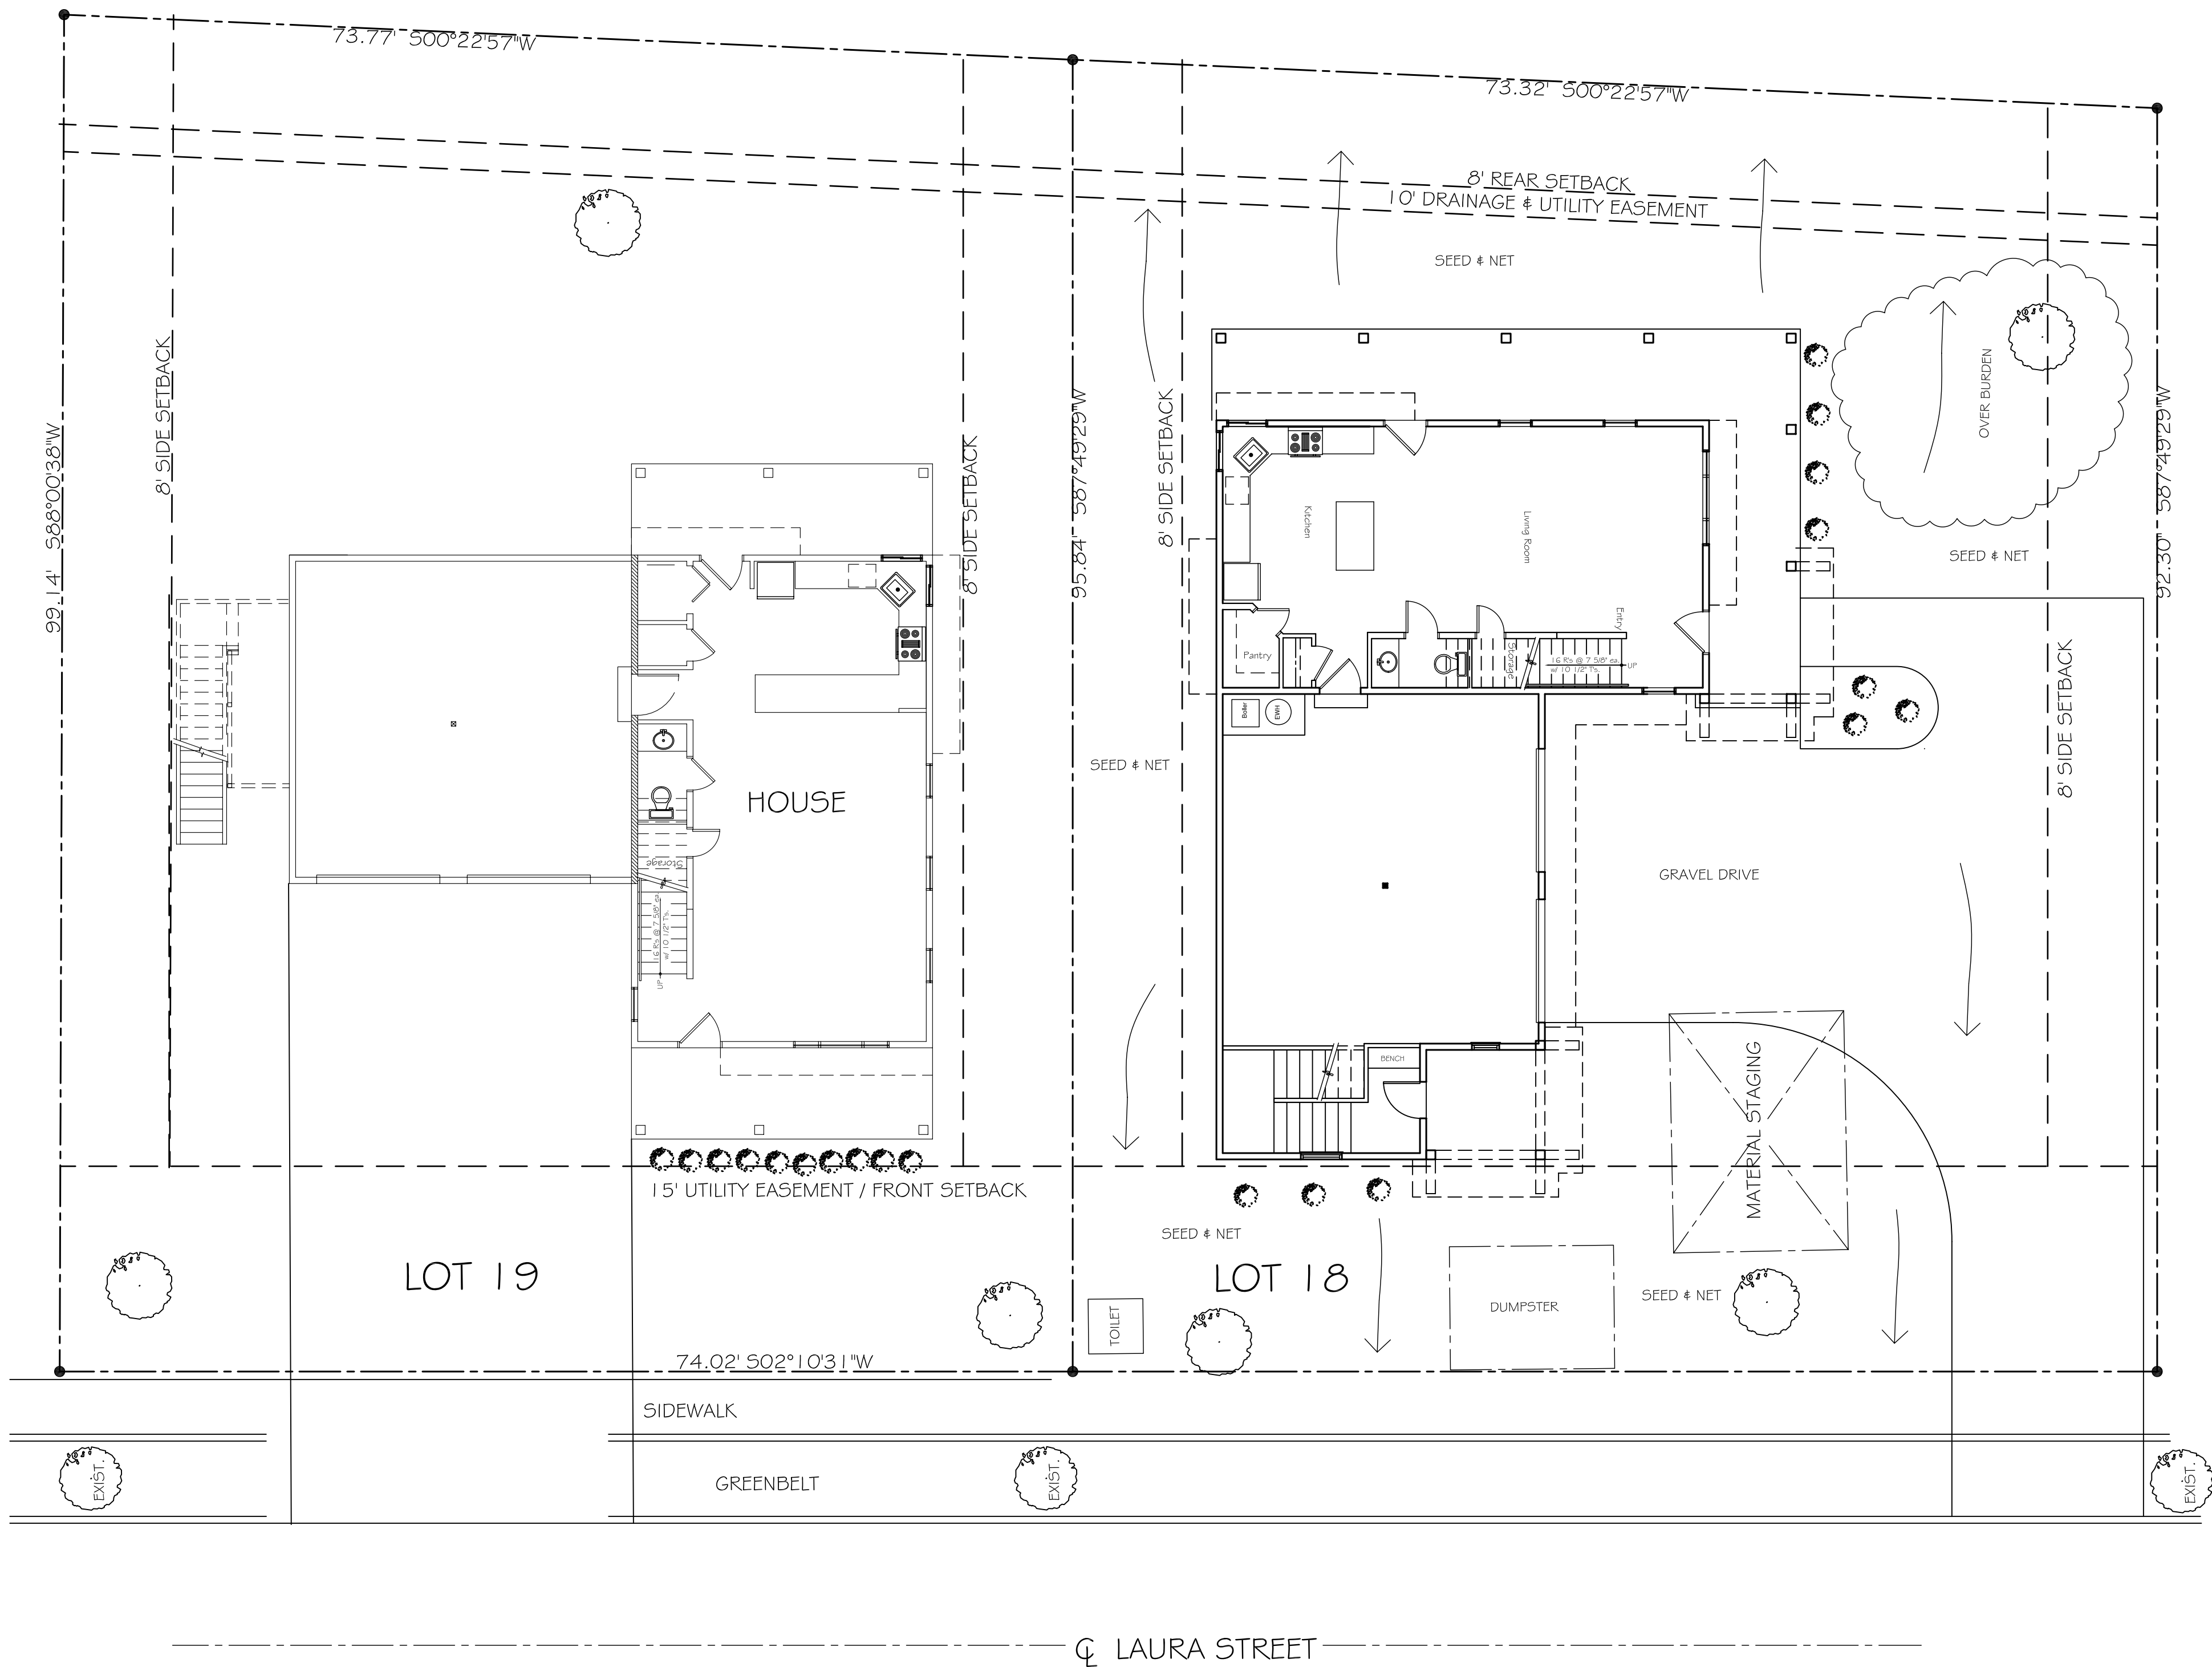 73.77' S00°22'57"W
73.32' S00°22'57"W
8' REAR SETBACK
10' DRAINAGE & UTILITY EASEMENT
SEED & NET
99.14' S88°00'38"W
8' SIDE SETBACK
8' SIDE SETBACK
95.84' S87°49'29"W
8' SIDE SETBACK
OVER BURDEN
92.30' S87°49'29"W
SEED & NET
Kitchen
Living Room
Entry
Pantry
Storage
16 R's @ 7 5/8" ea.
w/ 10 1/2" T's.
UP
Boiler
EWH
8' SIDE SETBACK
SEED & NET
HOUSE
Storage
16 R's @ 7 5/8" ea.
w/ 10 1/2" T's.
UP
GRAVEL DRIVE
BENCH
MATERIAL STAGING
15' UTILITY EASEMENT / FRONT SETBACK
SEED & NET
LOT 19
LOT 18
SEED & NET
DUMPSTER
TOILET
74.02' S02°10'31"W
SIDEWALK
EXIST.
GREENBELT
EXIST.
EXIST.
℄ LAURA STREET